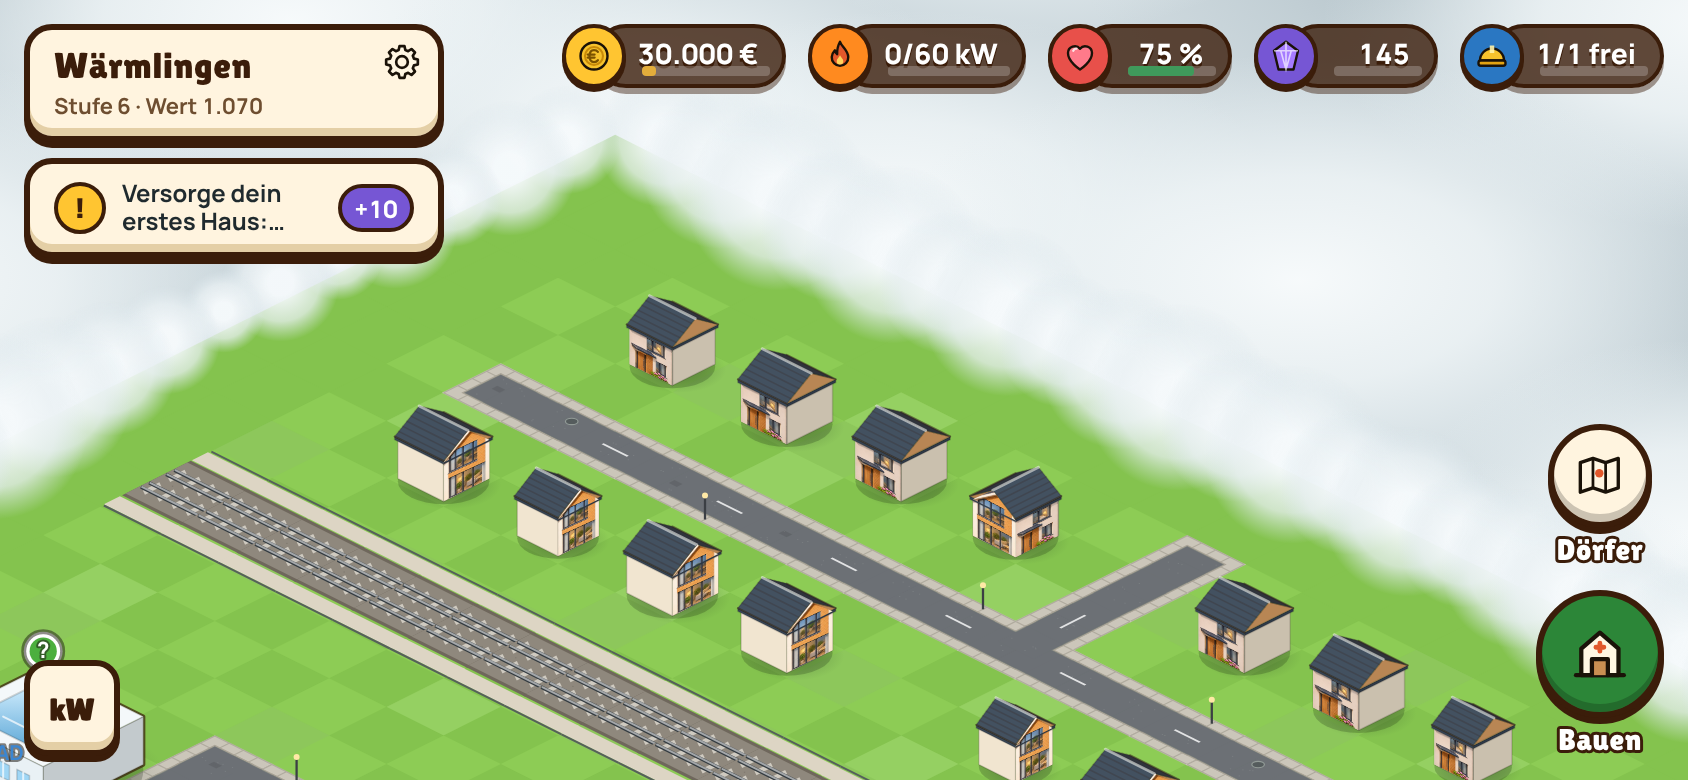 Wärmlingen
Stufe 6 · Wert 1.070
30.000 €
0/60 kW
75 %
145
1/1 frei
!
Versorge dein
erstes Haus:…
+10
Dörfer
?
kW
AD
Bauen